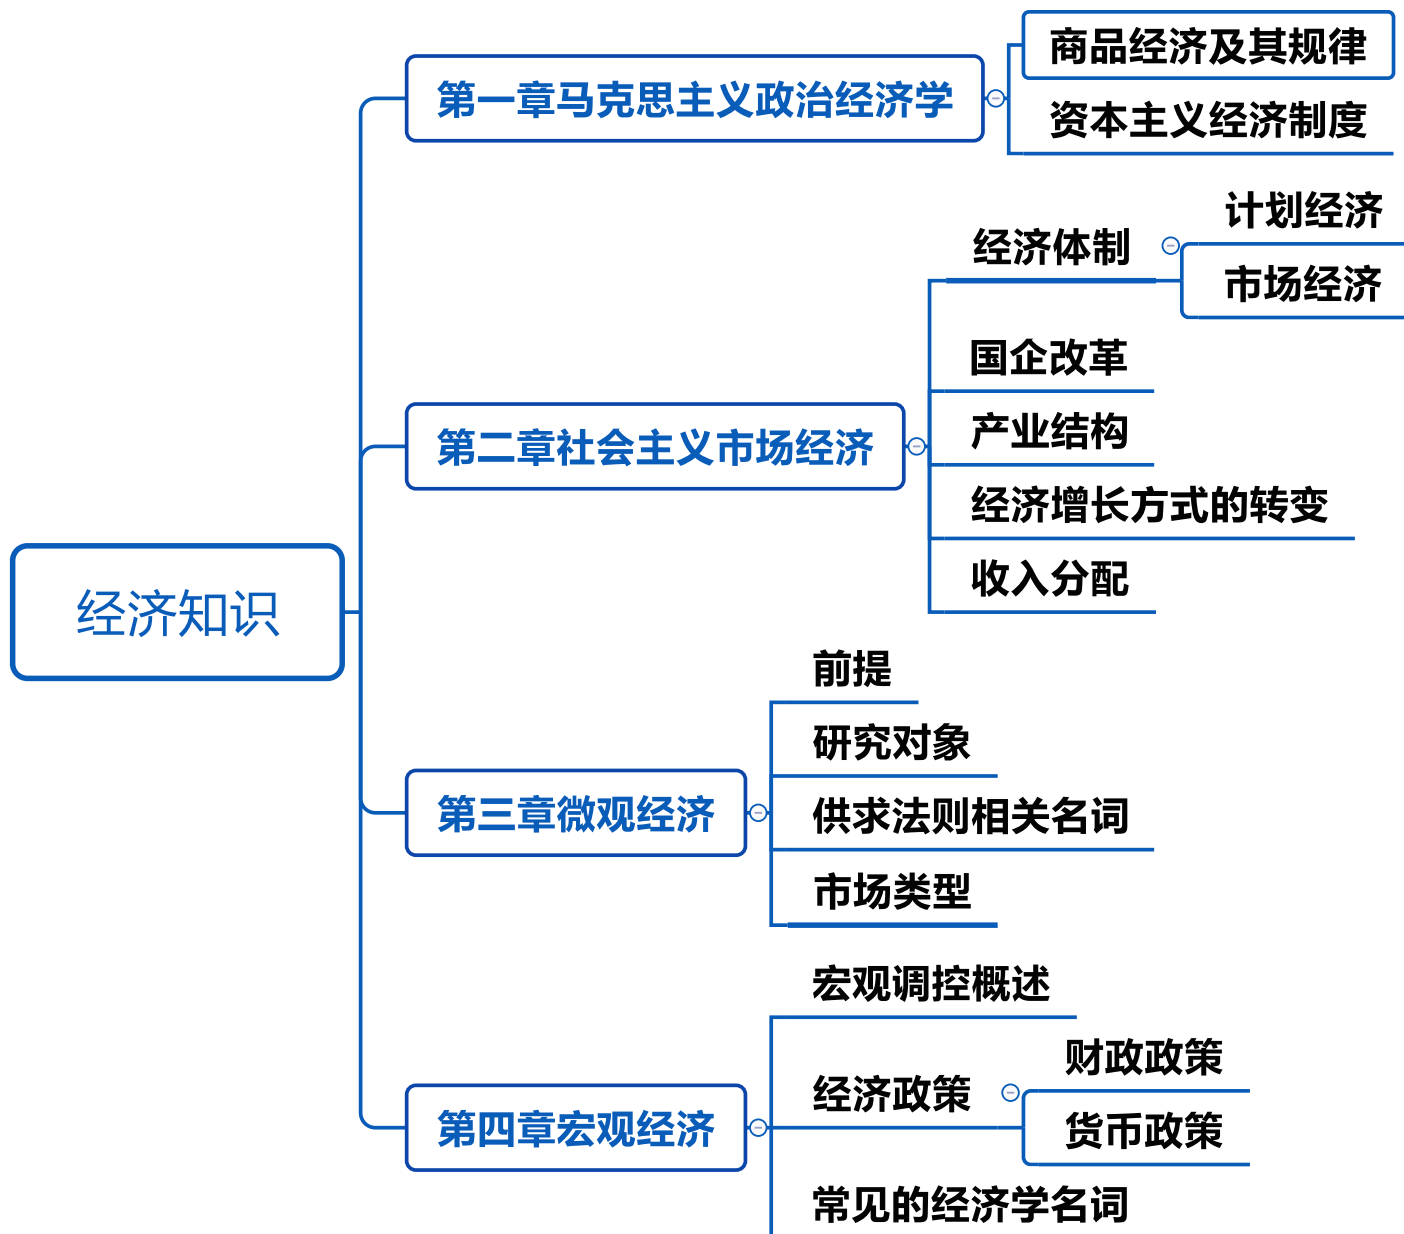 经济知识
第一章马克思主义政治经济学
商品经济及其规律
资本主义经济制度
第二章社会主义市场经济
经济体制
计划经济
市场经济
国企改革
产业结构
经济增长方式的转变
收入分配
第三章微观经济
前提
研究对象
供求法则相关名词
市场类型
第四章宏观经济
宏观调控概述
经济政策
财政政策
货币政策
常见的经济学名词